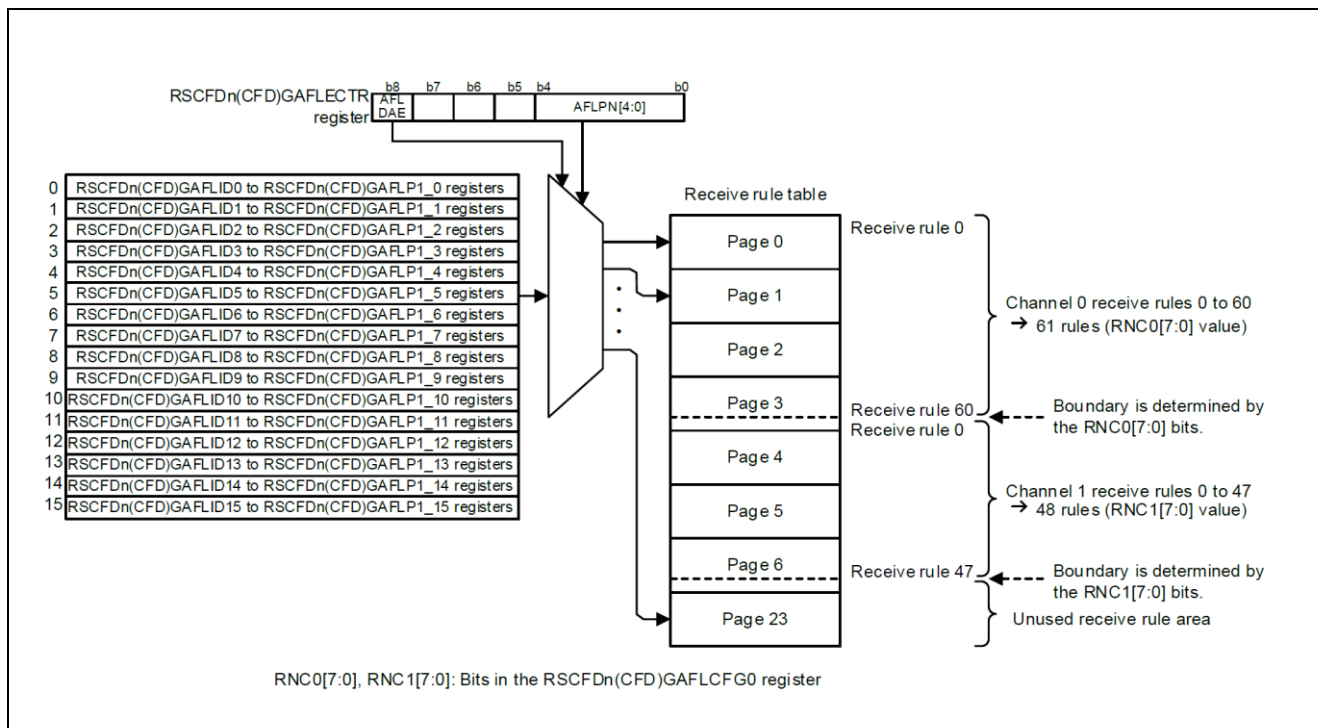 b8 b7 b6 b5 b4 b0
RSCFDn(CFD)GAFLECTR
register
AFL
DAE
AFLPN[4:0]
0 RSCFDn(CFD)GAFLID0 to RSCFDn(CFD)GAFLP1_0 registers
1 RSCFDn(CFD)GAFLID1 to RSCFDn(CFD)GAFLP1_1 registers
2 RSCFDn(CFD)GAFLID2 to RSCFDn(CFD)GAFLP1_2 registers
3 RSCFDn(CFD)GAFLID3 to RSCFDn(CFD)GAFLP1_3 registers
4 RSCFDn(CFD)GAFLID4 to RSCFDn(CFD)GAFLP1_4 registers
5 RSCFDn(CFD)GAFLID5 to RSCFDn(CFD)GAFLP1_5 registers
6 RSCFDn(CFD)GAFLID6 to RSCFDn(CFD)GAFLP1_6 registers
7 RSCFDn(CFD)GAFLID7 to RSCFDn(CFD)GAFLP1_7 registers
8 RSCFDn(CFD)GAFLID8 to RSCFDn(CFD)GAFLP1_8 registers
9 RSCFDn(CFD)GAFLID9 to RSCFDn(CFD)GAFLP1_9 registers
10 RSCFDn(CFD)GAFLID10 to RSCFDn(CFD)GAFLP1_10 registers
11 RSCFDn(CFD)GAFLID11 to RSCFDn(CFD)GAFLP1_11 registers
12 RSCFDn(CFD)GAFLID12 to RSCFDn(CFD)GAFLP1_12 registers
13 RSCFDn(CFD)GAFLID13 to RSCFDn(CFD)GAFLP1_13 registers
14 RSCFDn(CFD)GAFLID14 to RSCFDn(CFD)GAFLP1_14 registers
15 RSCFDn(CFD)GAFLID15 to RSCFDn(CFD)GAFLP1_15 registers
Receive rule table
Page 0
Page 1
Page 2
Page 3
Page 4
Page 5
Page 6
Page 23
Receive rule 0
Receive rule 60
Receive rule 0
Receive rule 47
Channel 0 receive rules 0 to 60
→ 61 rules (RNC0[7:0] value)
Boundary is determined by
the RNC0[7:0] bits.
Channel 1 receive rules 0 to 47
→ 48 rules (RNC1[7:0] value)
Boundary is determined by
the RNC1[7:0] bits.
Unused receive rule area
RNC0[7:0], RNC1[7:0]: Bits in the RSCFDn(CFD)GAFLCFG0 register